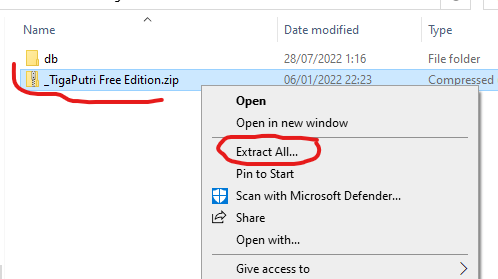 Name Date modified Type
db 28/07/2022 1:16 File folder
_TigaPutri Free Edition.zip 06/01/2022 22:23 Compressed
Open
Open in new window
Extract All...
Pin to Start
Scan with Microsoft Defender...
Share
Open with...
Give access to